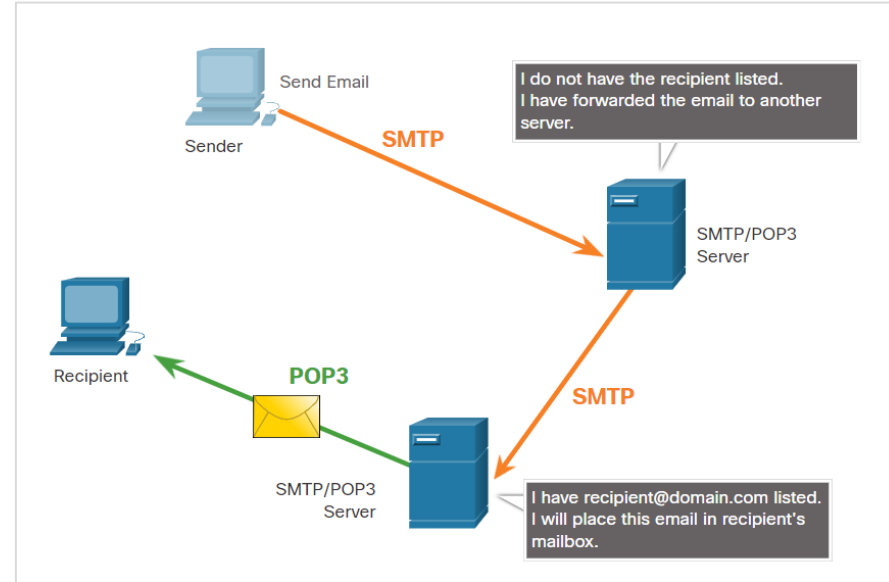 Send Email
I do not have the recipient listed.
I have forwarded the email to another
server.
SMTP
Sender
SMTP/POP3
Server
Recipient
POP3
SMTP
SMTP/POP3
Server
I have recipient@domain.com listed.
I will place this email in recipient's
mailbox.